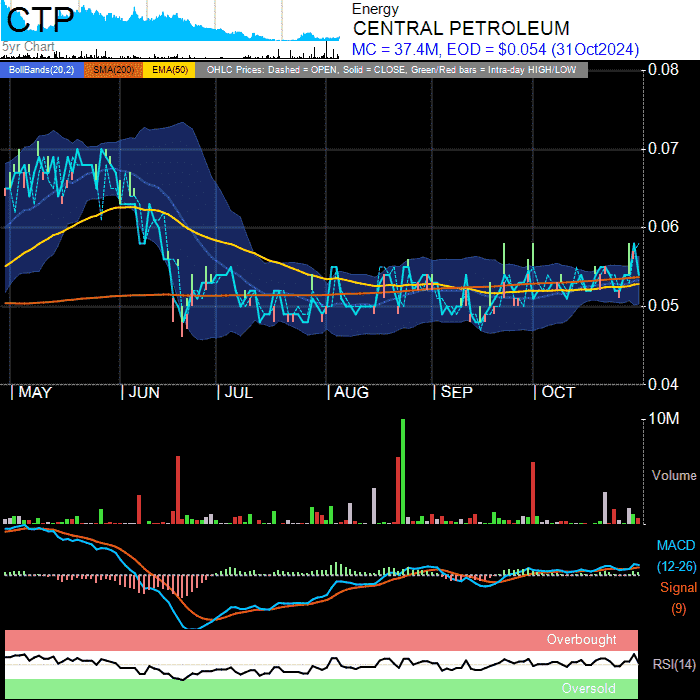 CTP
Energy
CENTRAL PETROLEUM
MC = 37.4M, EOD = $0.054 (31Oct2024)
5yr Chart
BollBands(20,2) SMA(200) EMA(50) OHLC Prices: Dashed = OPEN, Solid = CLOSE, Green/Red bars = Intra-day HIGH/LOW
0.08
0.07
0.06
0.05
0.04
MAY JUN JUL AUG SEP OCT
10M
Volume
MACD
(12-26)
Signal
(9)
Overbought
RSI(14)
Oversold